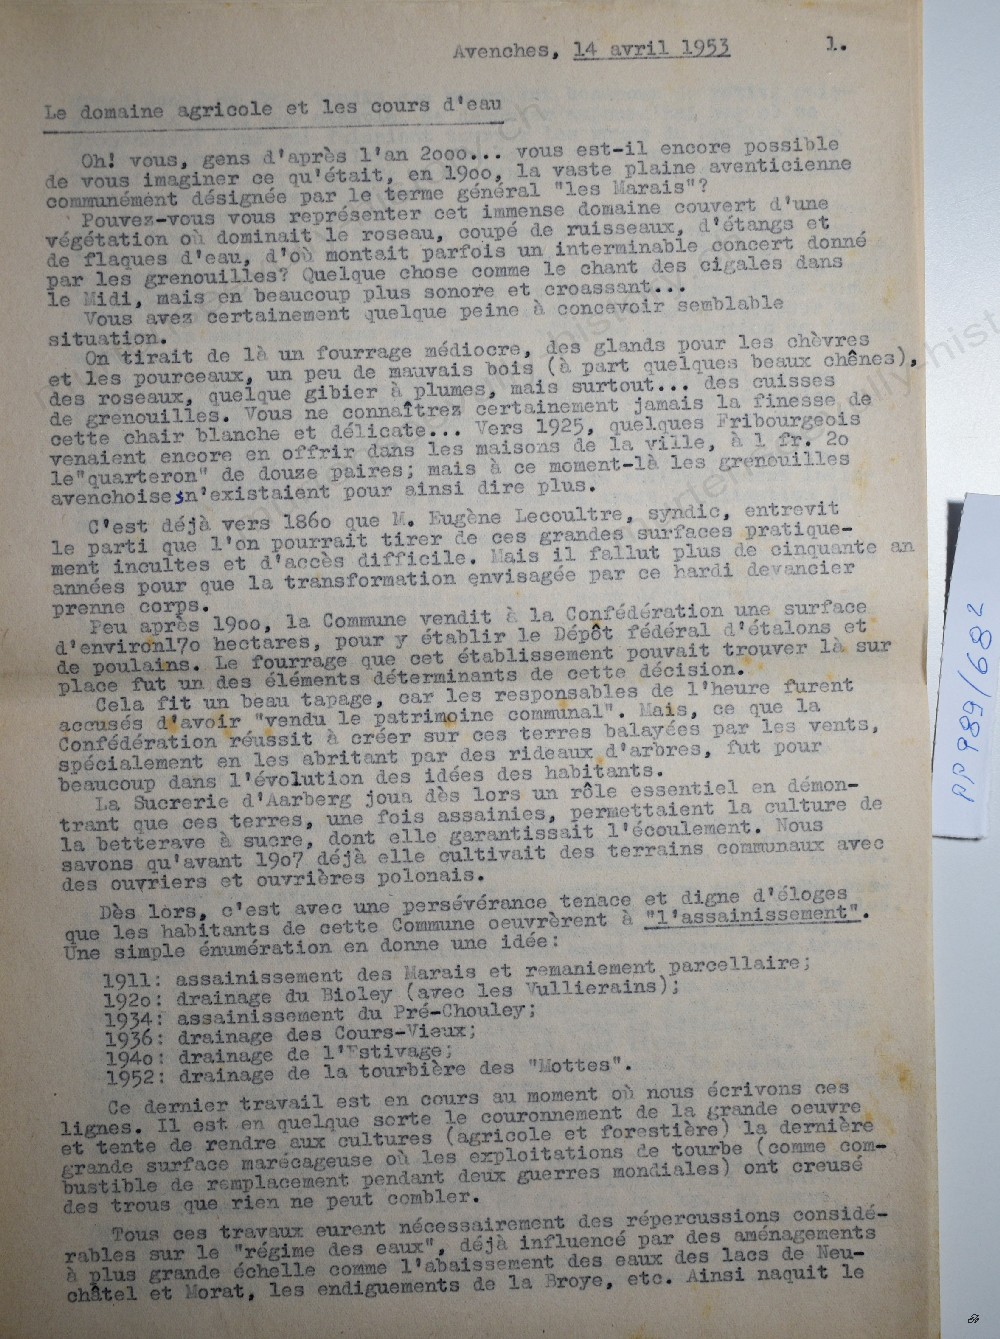 Avenches, 14 avril 1953 1.
Le domaine agricole et les cours d'eau
Oh! vous, gens d'après l'an 2000... vous est-il encore possible
de vous imaginer ce qu'était, en 1900, la vaste plaine aventicienne
communément désignée par le terme général "les Marais"?
Pouvez-vous vous représenter cet immense domaine couvert d'une
végétation où dominait le roseau, coupé de ruisseaux, d'étangs et
de flaques d'eau, d'où montait parfois un interminable concert donné
par les grenouilles? Quelque chose comme le chant des cigales dans
le Midi, mais en beaucoup plus sonore et croassant...
Vous avez certainement quelque peine à concevoir semblable
situation.
On tirait de là un fourrage médiocre, des glands pour les chèvres
et les pourceaux, un peu de mauvais bois (à part quelques beaux chênes),
des roseaux, quelque gibier à plumes, mais surtout... des cuisses
de grenouilles. Vous ne connaîtrez certainement jamais la finesse de
cette chair blanche et délicate... Vers 1925, quelques Fribourgeois
venaient encore en offrir dans les maisons de la ville, à 1 fr. 20
le"quarteron" de douze paires; mais à ce moment-là les grenouilles
avenchoises n'existaient pour ainsi dire plus.
C'est déjà vers 1860 que M. Eugène Lecoultre, syndic, entrevit
le parti que l'on pourrait tirer de ces grandes surfaces pratique-
ment incultes et d'accès difficile. Mais il fallut plus de cinquante an
années pour que la transformation envisagée par ce hardi devancier
prenne corps.
Peu après 1900, la Commune vendit à la Confédération une surface
d'environ170 hectares, pour y établir le Dépôt fédéral d'étalons et
de poulains. Le fourrage que cet établissement pouvait trouver là sur
place fut un des éléments déterminants de cette décision.
Cela fit un beau tapage, car les responsables de l'heure furent
accusés d'avoir "vendu le patrimoine communal". Mais, ce que la
Confédération réussit à créer sur ces terres balayées par les vents,
spécialement en les abritant par des rideaux d'arbres, fut pour
beaucoup dans l'évolution des idées des habitants.
La Sucrerie d'Aarberg joua dès lors un rôle essentiel en démon-
trant que ces terres, une fois assainies, permettaient la culture de
la betterave à sucre, dont elle garantissait l'écoulement. Nous
savons qu'avant 1907 déjà elle cultivait des terrains communaux avec
des ouvriers et ouvrières polonais.
Dès lors, c'est avec une persévérance tenace et digne d'éloges
que les habitants de cette Commune oeuvrèrent à "l'assainissement".
Une simple énumération en donne une idée:
1911: assainissement des Marais et remaniement parcellaire;
1920: drainage du Bioley (avec les Vullierains);
1934: assainissement du Pré-Chouley;
1936: drainage des Cours-Vieux;
1940: drainage de l'Estivage;
1952: drainage de la tourbière des "Mottes".
Ce dernier travail est en cours au moment où nous écrivons ces
lignes. Il est en quelque sorte le couronnement de la grande oeuvre
et tente de rendre aux cultures (agricole et forestière) la dernière
grande surface marécageuse où les exploitations de tourbe (comme com-
bustible de remplacement pendant deux guerres mondiales) ont creusé
des trous que rien ne peut combler.
Tous ces travaux eurent nécessairement des répercussions considé-
rables sur le "régime des eaux", déjà influencé par des aménagements
à plus grande échelle comme l'abaissement des eaux des lacs de Neu-
châtel et Morat, les endiguements de la Broye, etc. Ainsi naquit le
PP 989/68 2